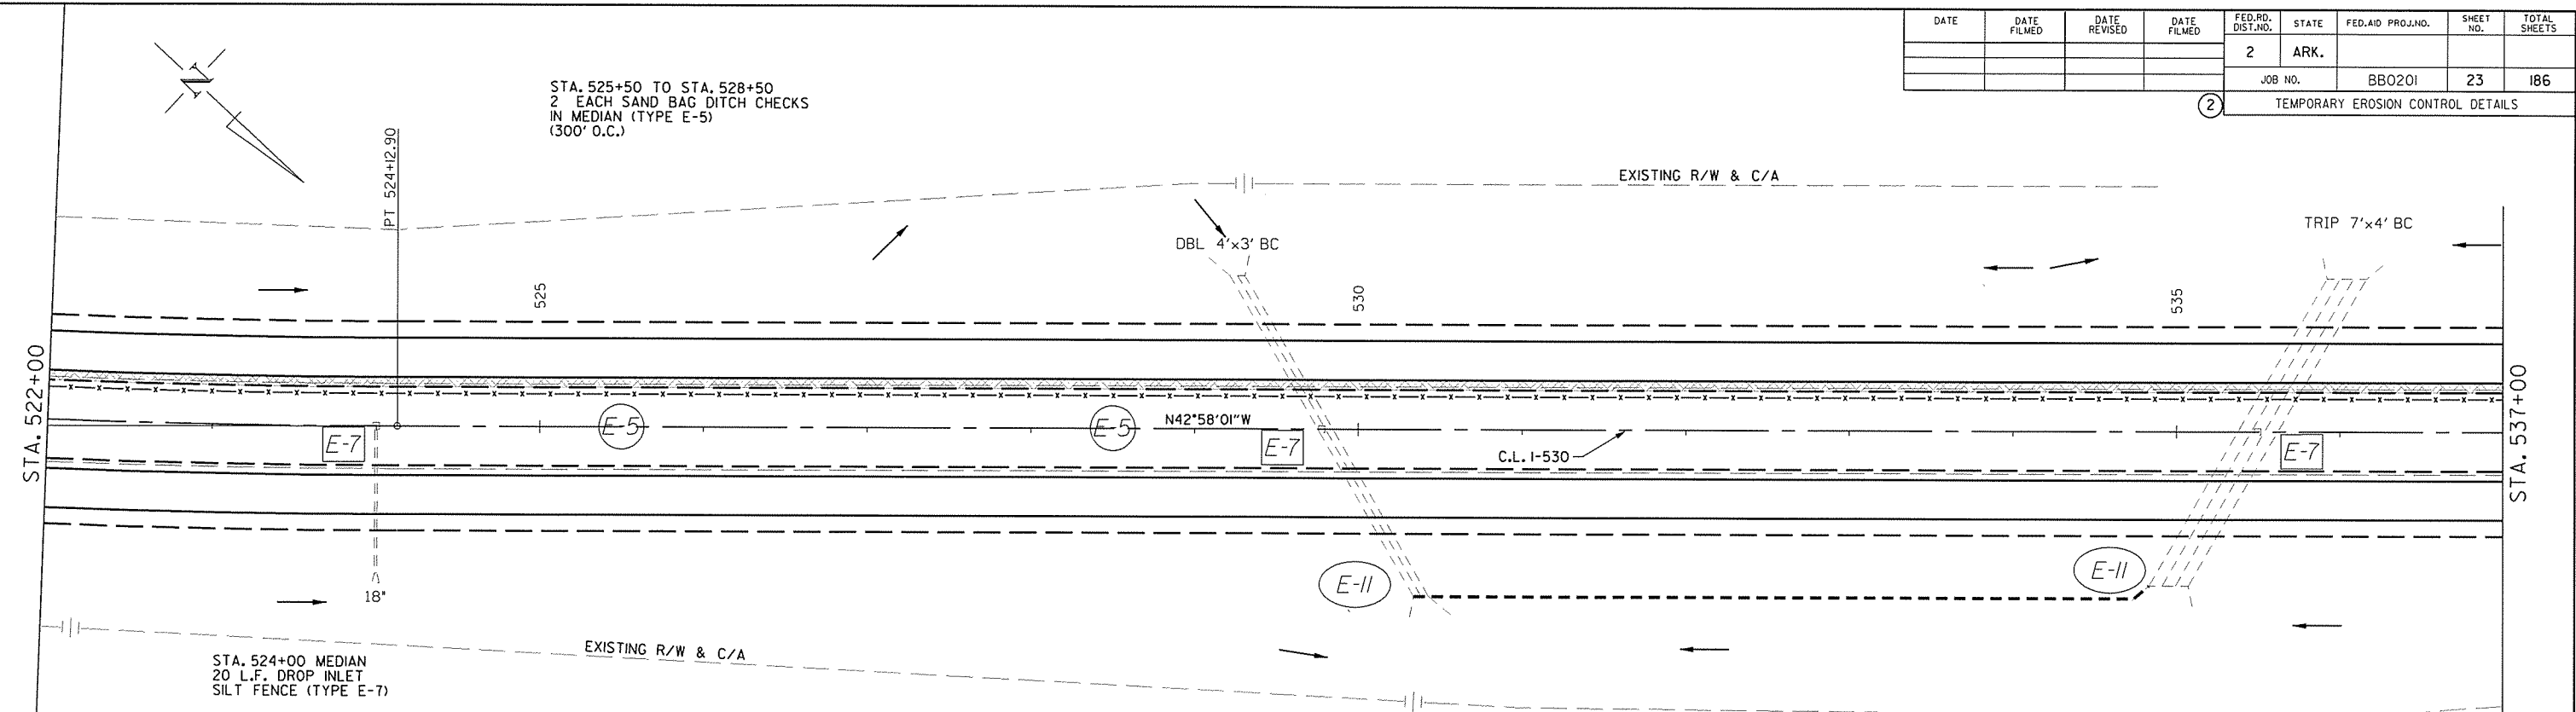 DATE
DATE FILMED
DATE REVISED
DATE FILMED
FED.RD. DIST.NO.
STATE
FED.AID PROJ.NO.
SHEET NO.
TOTAL SHEETS
2
ARK.
JOB NO.
BB0201
23
186
2
TEMPORARY EROSION CONTROL DETAILS
STA. 525+50 TO STA. 528+50
2 EACH SAND BAG DITCH CHECKS
IN MEDIAN (TYPE E-5)
(300' O.C.)
PT 524+12.90
EXISTING R/W & C/A
DBL 4'x3' BC
TRIP 7'x4' BC
525
530
535
STA. 522+00
E-7
E-5
E-5
N42°58'01"W
E-7
C.L. I-530
E-7
STA. 537+00
E-11
E-11
18"
EXISTING R/W & C/A
STA. 524+00 MEDIAN
20 L.F. DROP INLET
SILT FENCE (TYPE E-7)